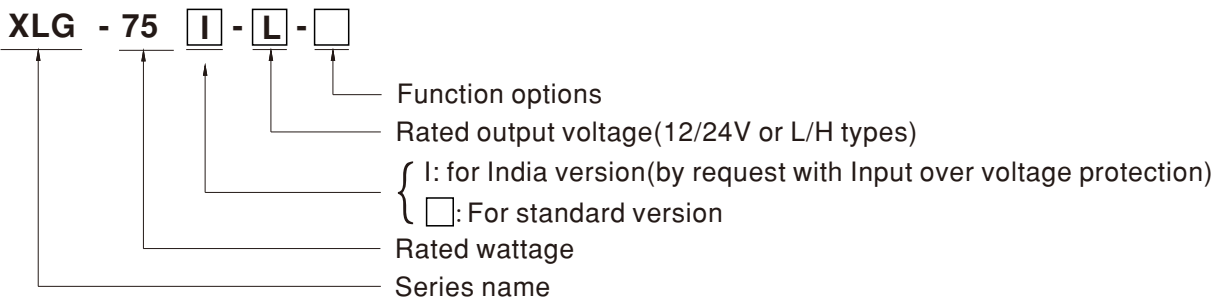 XLG - 75 I - L - □
Function options
Rated output voltage(12/24V or L/H types)
I: for India version(by request with Input over voltage protection)
□: For standard version
Rated wattage
Series name